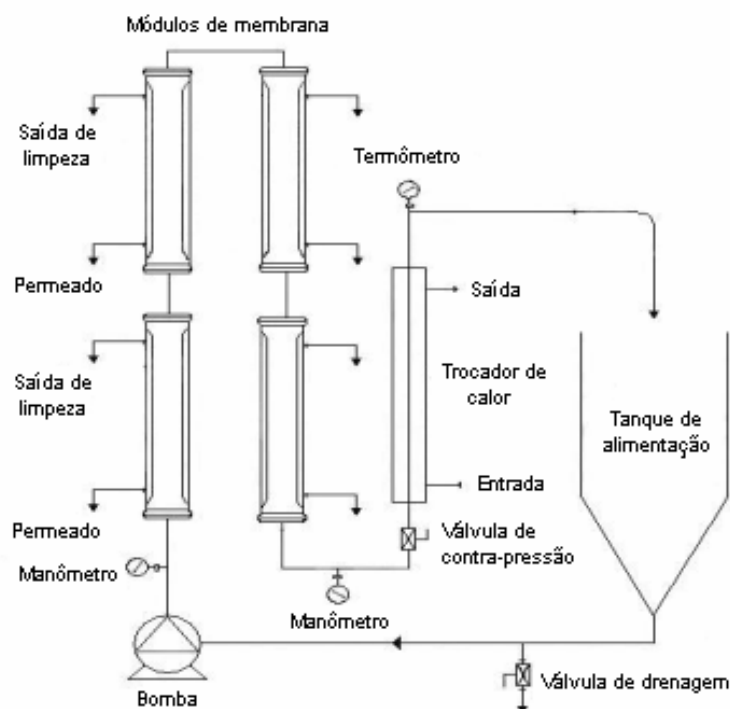 Módulos de membrana
Saída de
limpeza
Termômetro
Permeado
Saída
Saída de
limpeza
Trocador de
calor
Tanque de
alimentação
Entrada
Permeado
Válvula de
contra-pressão
Manômetro
Manômetro
Bomba
Válvula de drenagem